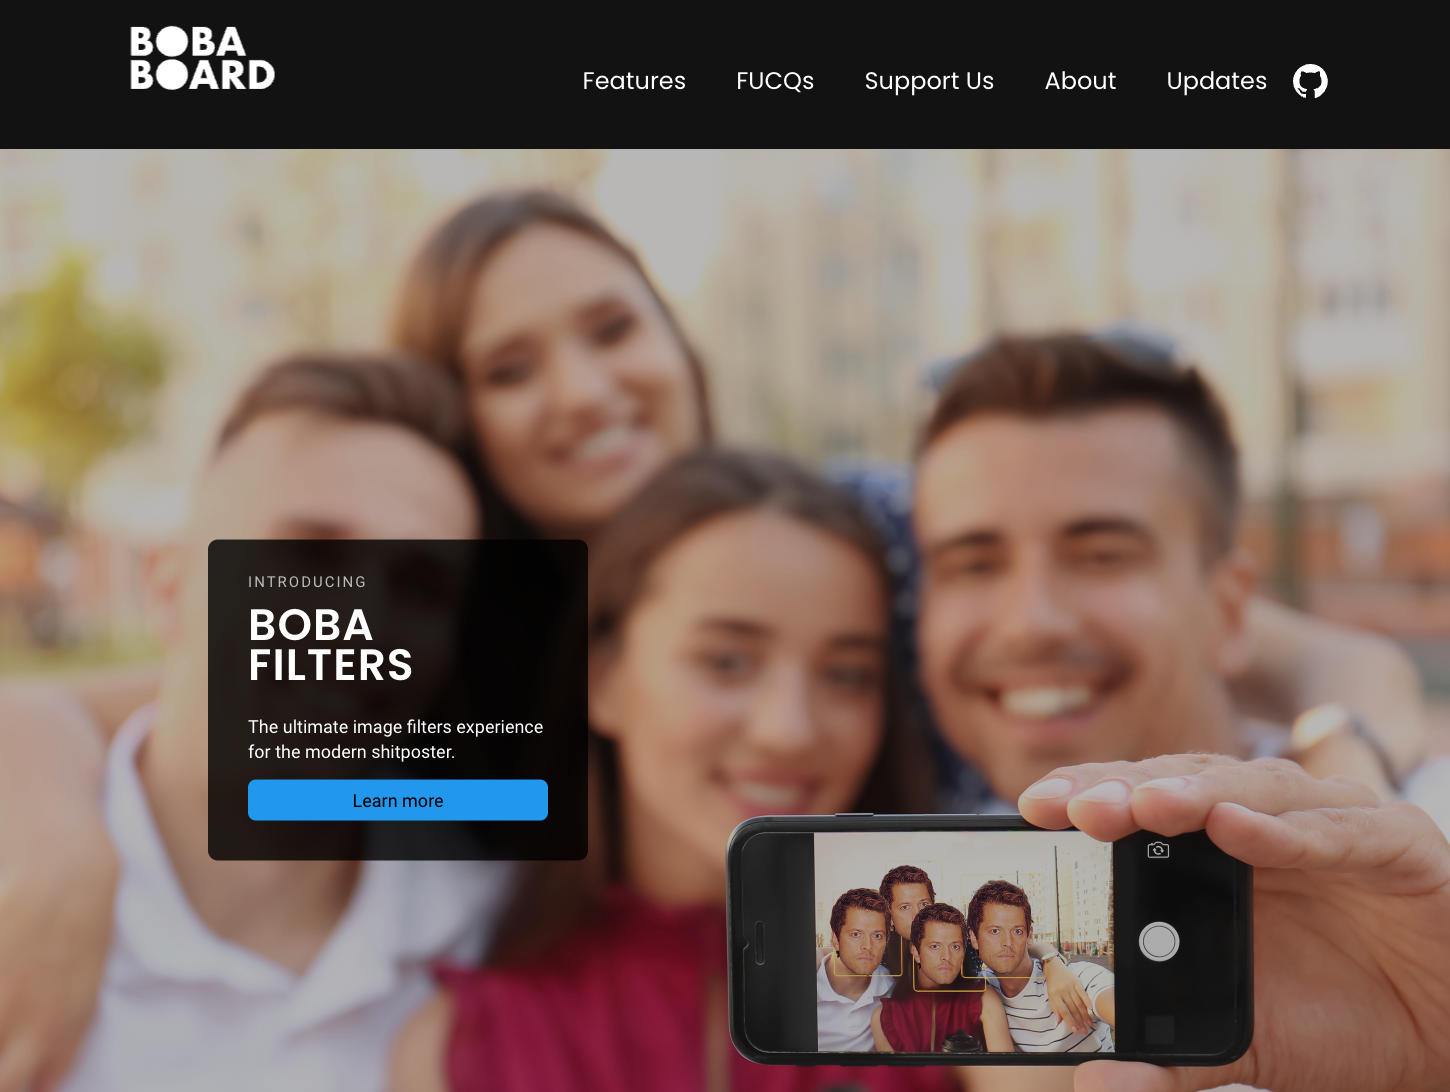 BOBA
BOARD
Features FUCQs Support Us About Updates
INTRODUCING
BOBA
FILTERS
The ultimate image filters experience
for the modern shitposter.
Learn more